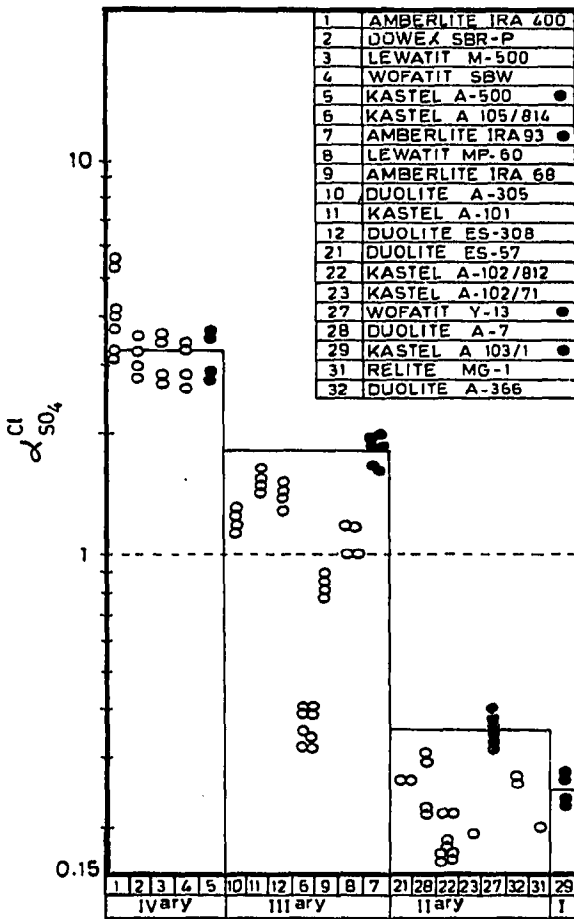 1 AMBERLITE IRA 400
2 DOWEX SBR-P
3 LEWATIT M-500
4 WOFATIT SBW
5 KASTEL A-500 ●
6 KASTEL A 105/814
7 AMBERLITE IRA93 ●
8 LEWATIT MP-60
9 AMBERLITE IRA 68
10 DUOLITE A-305
11 KASTEL A-101
12 DUOLITE ES-308
21 DUOLITE ES-57
22 KASTEL A-102/812
23 KASTEL A-102/71
27 WOFATIT Y-13 ●
28 DUOLITE A-7
29 KASTEL A 103/1 ●
31 RELITE MG-1
32 DUOLITE A-366
10
α Cl SO4
1
0.15
1 2 3 4 5 10 11 12 6 9 8 7 21 28 22 23 27 32 31 29
IVary IIIary IIary I